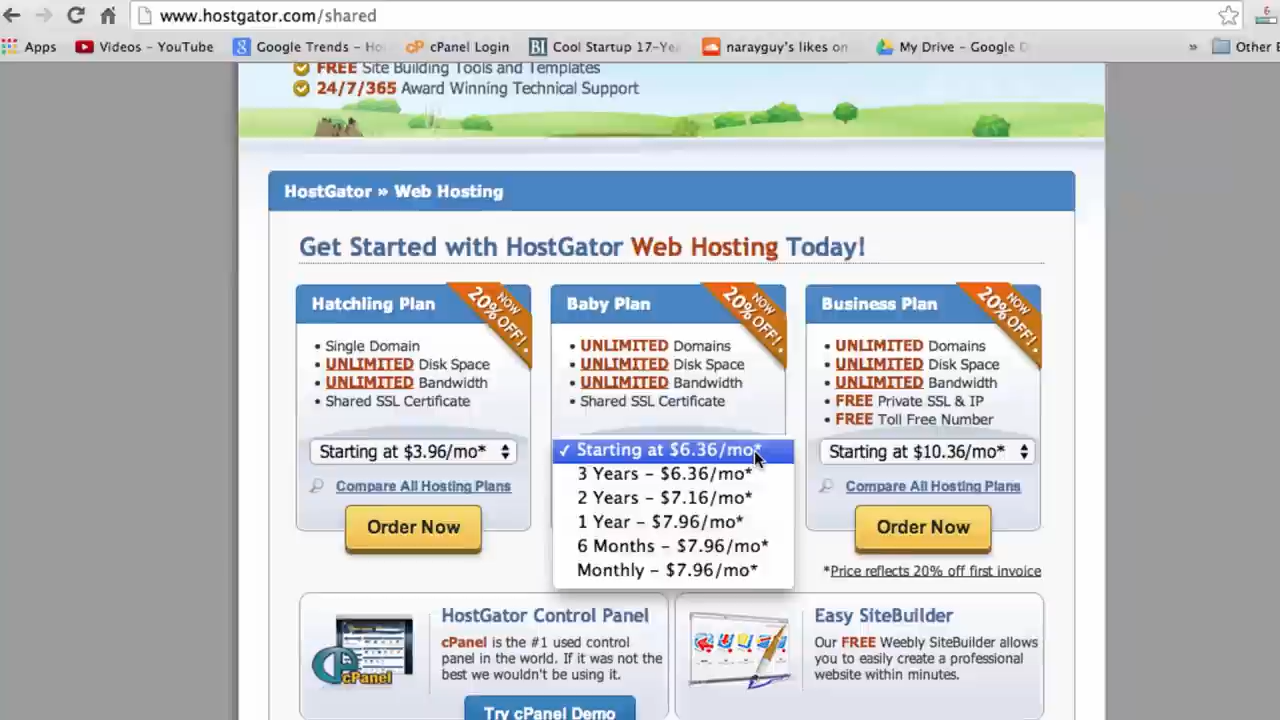 www.hostgator.com/shared
Apps Videos - YouTube Google Trends - Ho cPanel Login Cool Startup 17-Ye narayguy's likes on My Drive - Google D » Other B
FREE Site Building Tools and Templates
24/7/365 Award Winning Technical Support
HostGator » Web Hosting
Get Started with HostGator Web Hosting Today!
Hatchling Plan
NOW
20% OFF!
• Single Domain
• UNLIMITED Disk Space
• UNLIMITED Bandwidth
• Shared SSL Certificate
Starting at $3.96/mo*
Compare All Hosting Plans
Order Now
Baby Plan
NOW
20% OFF!
• UNLIMITED Domains
• UNLIMITED Disk Space
• UNLIMITED Bandwidth
• Shared SSL Certificate
✓ Starting at $6.36/mo*
3 Years - $6.36/mo*
2 Years - $7.16/mo*
1 Year - $7.96/mo*
6 Months - $7.96/mo*
Monthly - $7.96/mo*
Business Plan
NOW
20% OFF!
• UNLIMITED Domains
• UNLIMITED Disk Space
• UNLIMITED Bandwidth
• FREE Private SSL & IP
• FREE Toll Free Number
Starting at $10.36/mo*
Compare All Hosting Plans
Order Now
*Price reflects 20% off first invoice
HostGator Control Panel
cPanel
cPanel is the #1 used control
panel in the world. If it was not the
best we wouldn't be using it.
Try cPanel Demo
Easy SiteBuilder
Our FREE Weebly SiteBuilder allows
you to easily create a professional
website within minutes.